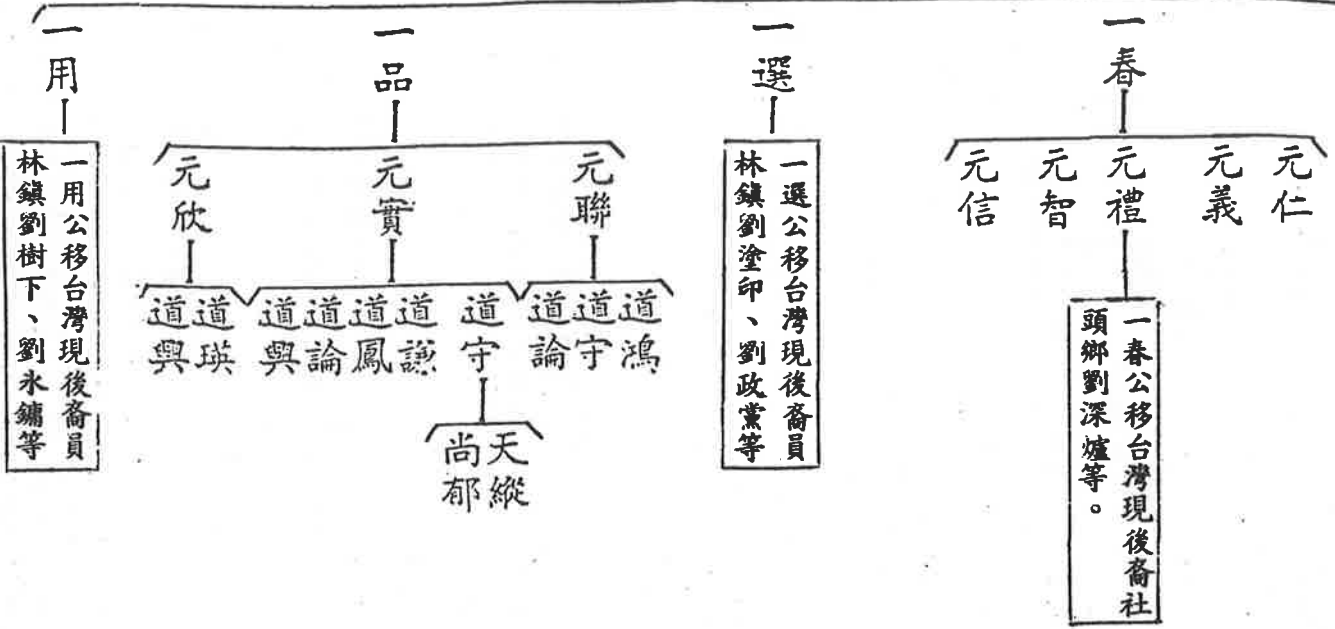 一春
元仁
元義
元禮
元智
元信
一春公移台灣現後裔社
頭鄉劉深爐等。
一選
一選公移台灣現後裔員
林鎮劉塗印、劉政黨等
一品
元聯
元實
元欣
道鴻
道守
道論
道守
道謙
道鳳
道論
道興
道瑛
道興
天縱
尚郁
一用
一用公移台灣現後裔員
林鎮劉樹下、劉永鏞等